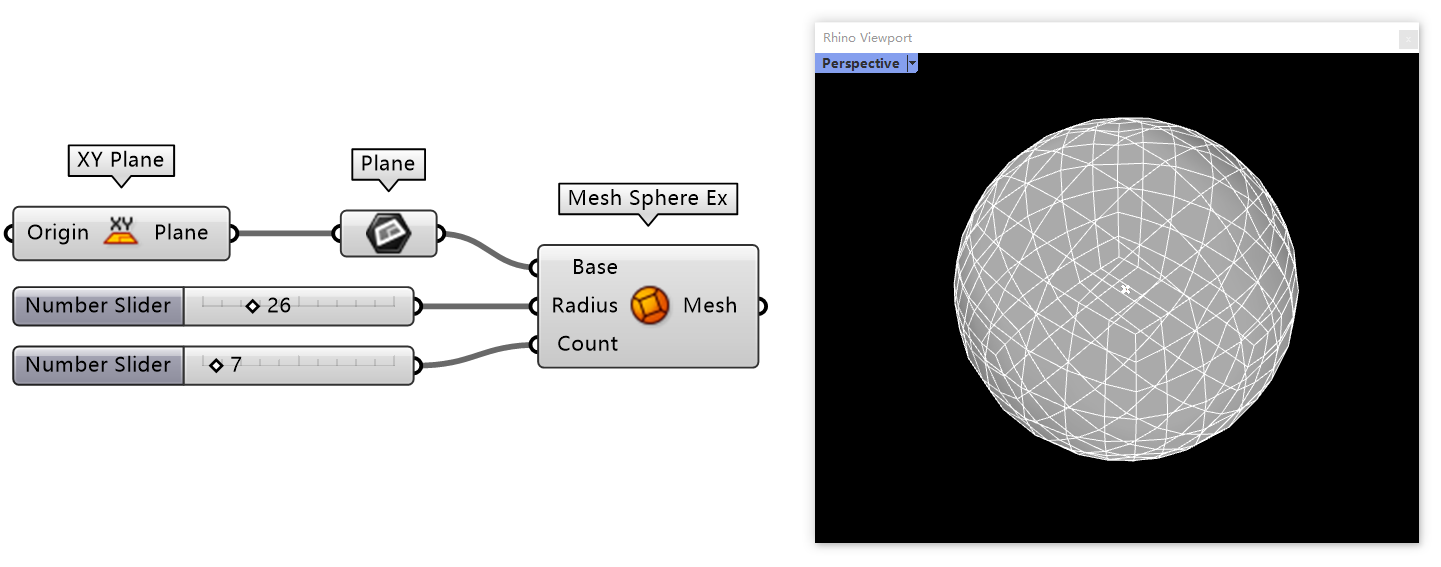 XY Plane
Plane
Mesh Sphere Ex
Origin XY Plane
Base
Radius Mesh
Count
Number Slider 26
Number Slider 7
Rhino Viewport
Perspective